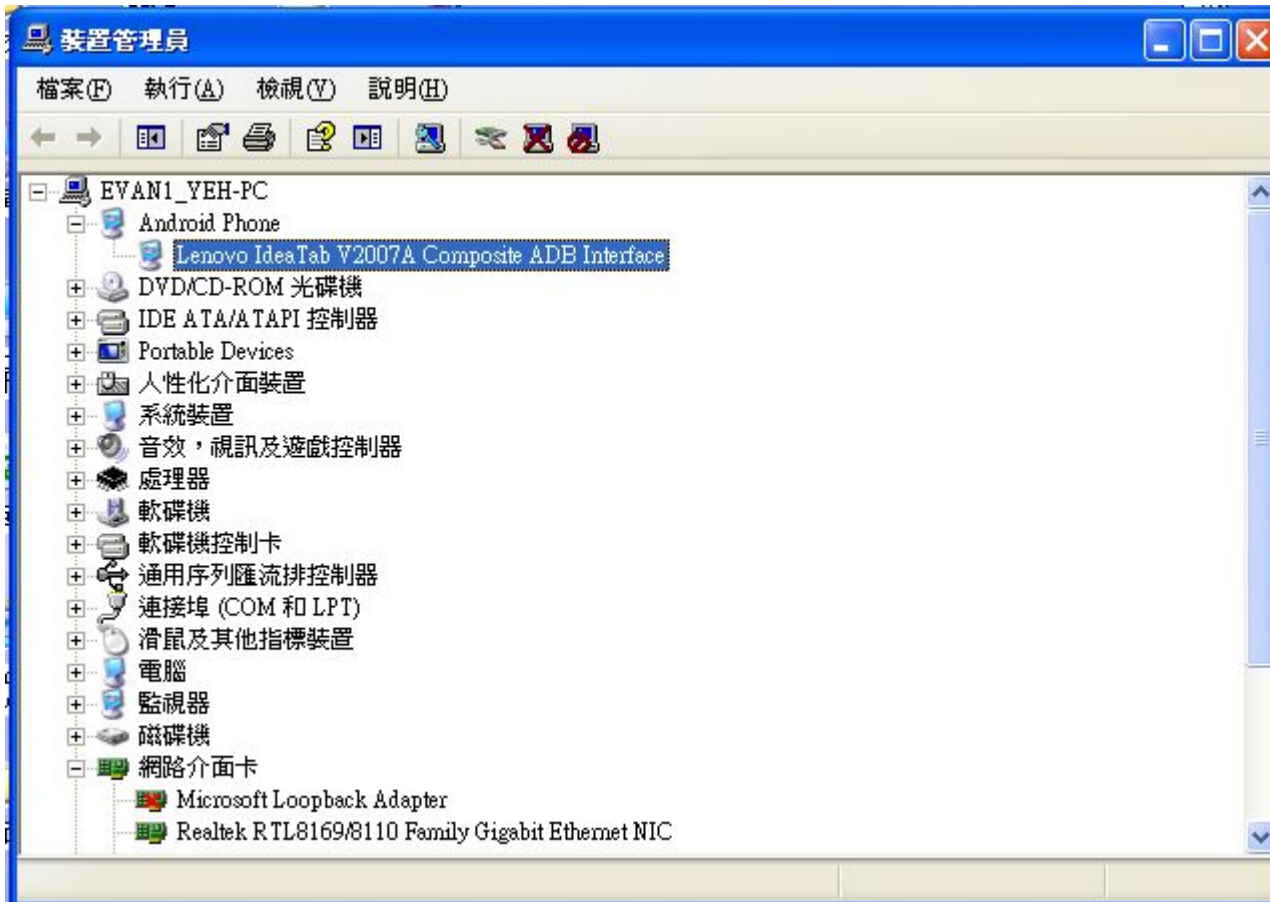 裝置管理員
檔案(F) 執行(A) 檢視(V) 說明(H)
EVAN1_YEH-PC
Android Phone
Lenovo IdeaTab V2007A Composite ADB Interface
DVD/CD-ROM 光碟機
IDE ATA/ATAPI 控制器
Portable Devices
人性化介面裝置
系統裝置
音效，視訊及遊戲控制器
處理器
軟碟機
軟碟機控制卡
通用序列匯流排控制器
連接埠 (COM 和 LPT)
滑鼠及其他指標裝置
電腦
監視器
磁碟機
網路介面卡
Microsoft Loopback Adapter
Realtek RTL8169/8110 Family Gigabit Ethernet NIC